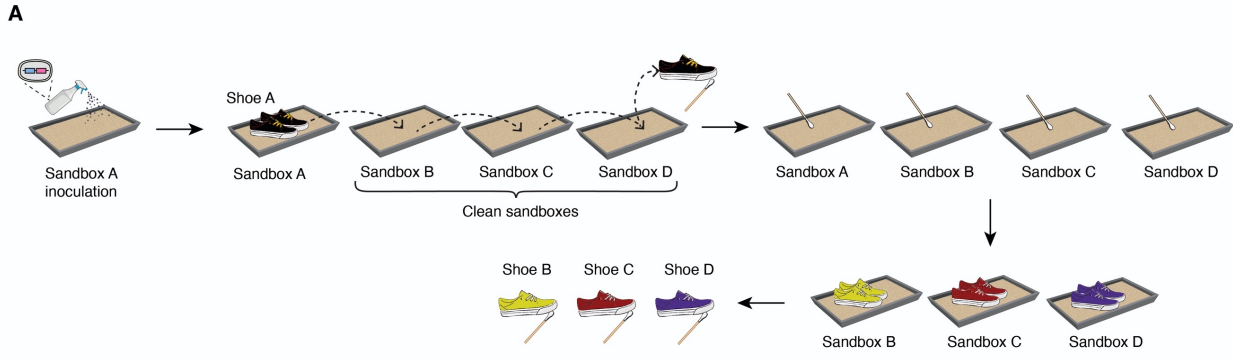 A
Shoe A
Sandbox A
inoculation
Sandbox A
Sandbox B
Sandbox C
Sandbox D
Clean sandboxes
Sandbox A
Sandbox B
Sandbox C
Sandbox D
Shoe B
Shoe C
Shoe D
Sandbox B
Sandbox C
Sandbox D